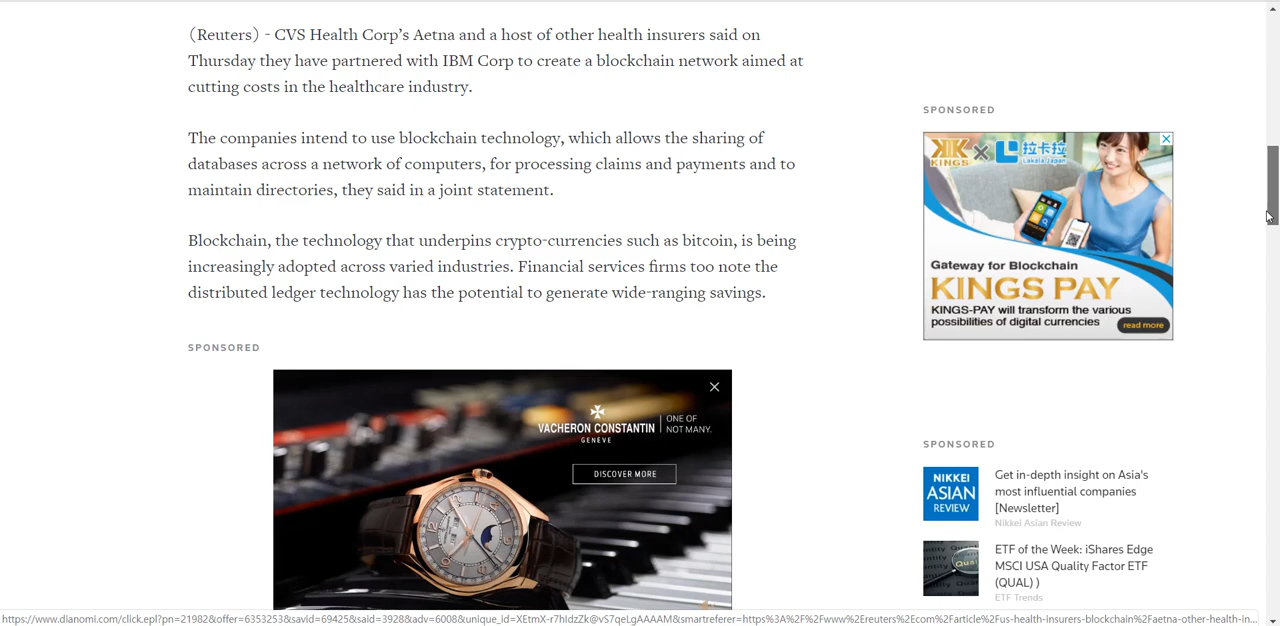 (Reuters) - CVS Health Corp's Aetna and a host of other health insurers said on
Thursday they have partnered with IBM Corp to create a blockchain network aimed at
cutting costs in the healthcare industry.
The companies intend to use blockchain technology, which allows the sharing of
databases across a network of computers, for processing claims and payments and to
maintain directories, they said in a joint statement.
Blockchain, the technology that underpins crypto-currencies such as bitcoin, is being
increasingly adopted across varied industries. Financial services firms too note the
distributed ledger technology has the potential to generate wide-ranging savings.
SPONSORED
VACHERON CONSTANTIN
GENÈVE
ONE OF
NOT MANY.
DISCOVER MORE
SPONSORED
KINGS
拉卡拉
Lakala Japan
Gateway for Blockchain
KINGS PAY
KINGS-PAY will transform the various
possibilities of digital currencies
read more
SPONSORED
NIKKEI
ASIAN
REVIEW
Get in-depth insight on Asia's
most influential companies
[Newsletter]
Nikkei Asian Review
ETF of the Week: iShares Edge
MSCI USA Quality Factor ETF
(QUAL) )
ETF Trends
https://www.dianomi.com/click.epl?pn=21982&offer=6353253&savid=69425&said=3928&adv=6008&unique_id=XEtmX-r7hIdzZk@vS7qeLgAAAAM&smartreferer=https%3A%2F%2Fwww%2Ereuters%2Ecom%2Farticle%2Fus-health-insurers-blockchain%2Faetna-other-health-in...